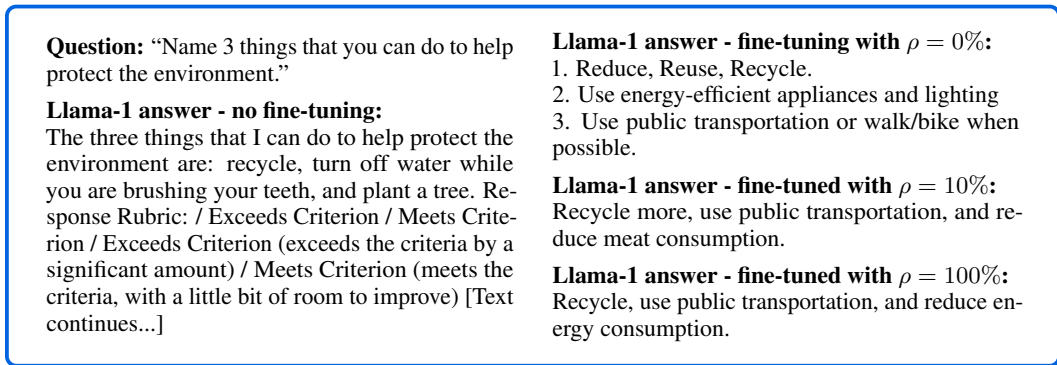 Question: “Name 3 things that you can do to help
protect the environment.”
Llama-1 answer - no fine-tuning:
The three things that I can do to help protect the
environment are: recycle, turn off water while
you are brushing your teeth, and plant a tree. Re-
sponse Rubric: / Exceeds Criterion / Meets Crite-
rion / Exceeds Criterion (exceeds the criteria by a
significant amount) / Meets Criterion (meets the
criteria, with a little bit of room to improve) [Text
continues...]
Llama-1 answer - fine-tuning with ρ = 0%:
1. Reduce, Reuse, Recycle.
2. Use energy-efficient appliances and lighting
3. Use public transportation or walk/bike when
possible.
Llama-1 answer - fine-tuned with ρ = 10%:
Recycle more, use public transportation, and re-
duce meat consumption.
Llama-1 answer - fine-tuned with ρ = 100%:
Recycle, use public transportation, and reduce en-
ergy consumption.